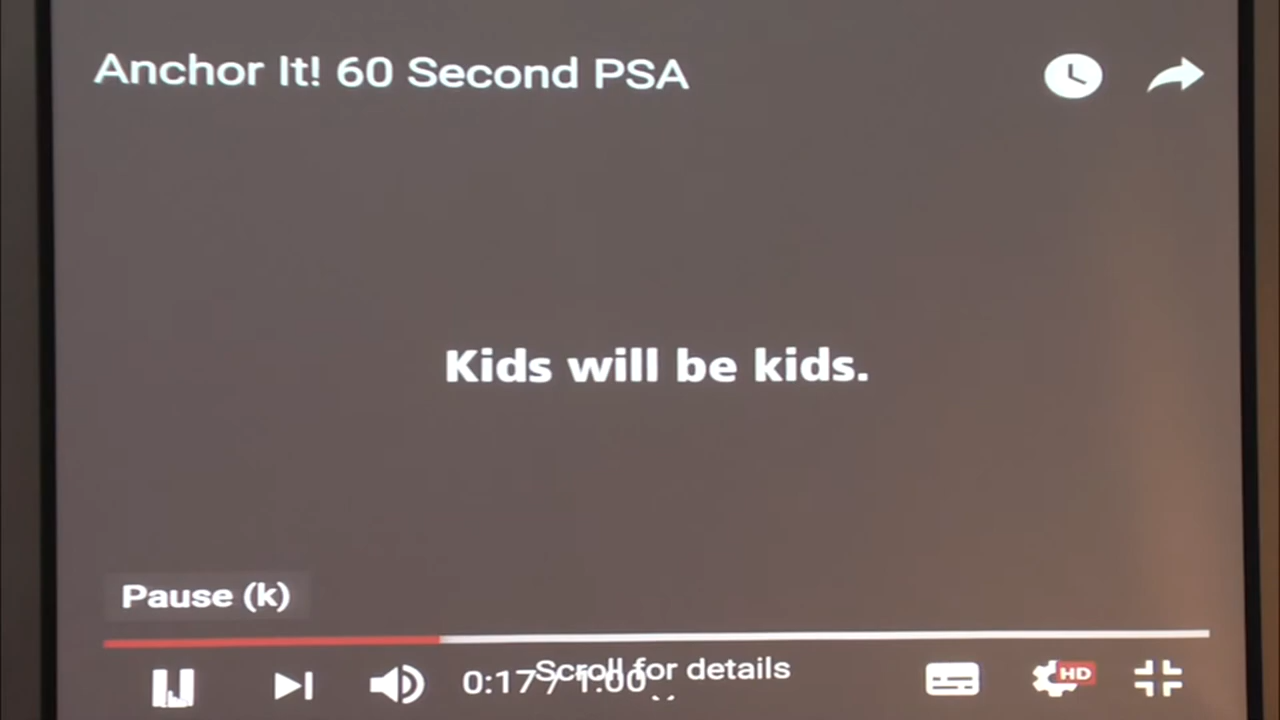 Anchor It! 60 Second PSA
Kids will be kids.
Pause (k)
0:17 / 1:00
Scroll for details
HD